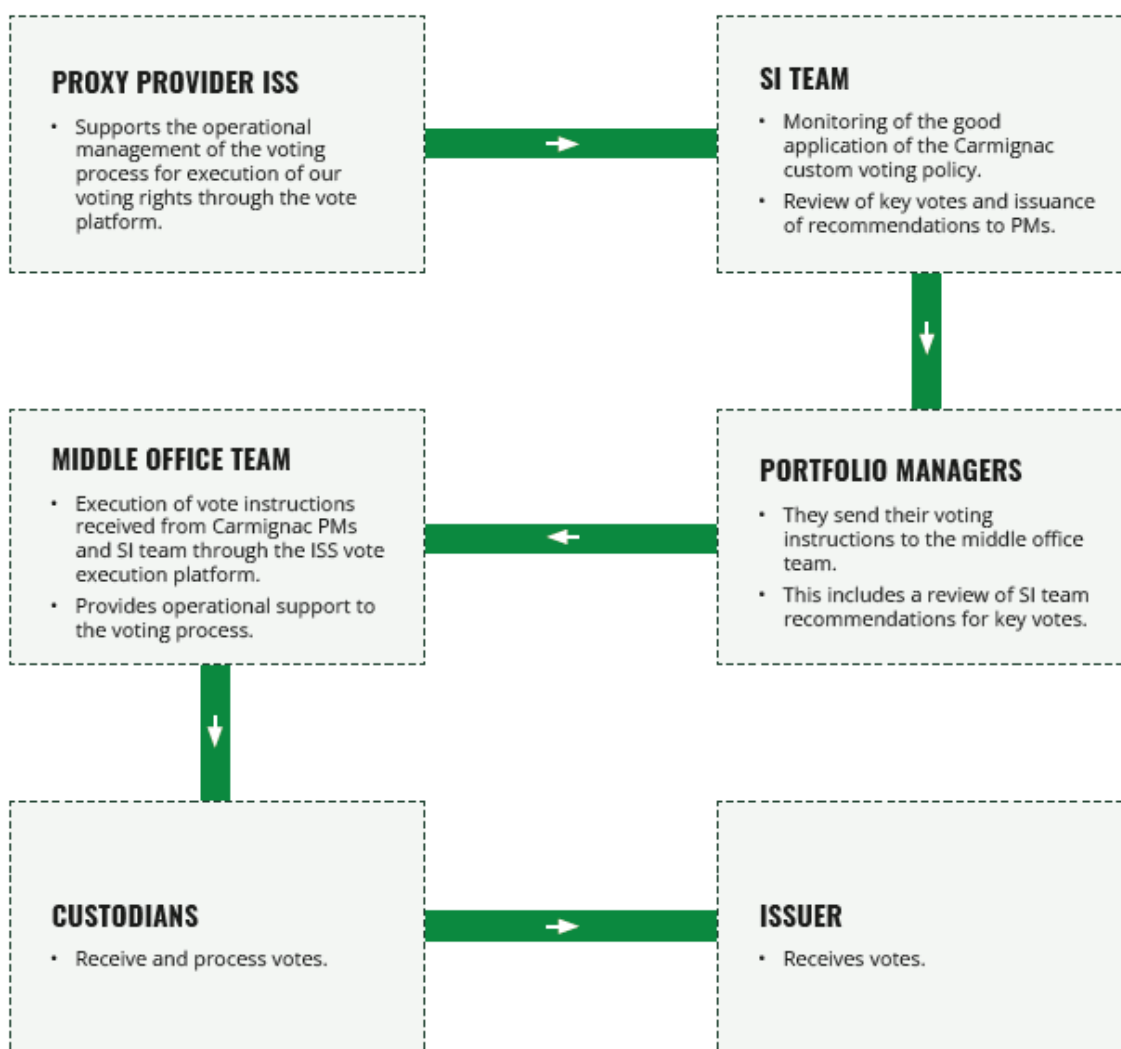 PROXY PROVIDER ISS
• Supports the operational
management of the voting
process for execution of our
voting rights through the vote
platform.
SI TEAM
• Monitoring of the good
application of the Carmignac
custom voting policy.
• Review of key votes and issuance
of recommendations to PMs.
PORTFOLIO MANAGERS
• They send their voting
instructions to the middle office
team.
• This includes a review of SI team
recommendations for key votes.
MIDDLE OFFICE TEAM
• Execution of vote instructions
received from Carmignac PMs
and SI team through the ISS vote
execution platform.
• Provides operational support to
the voting process.
CUSTODIANS
• Receive and process votes.
ISSUER
• Receives votes.